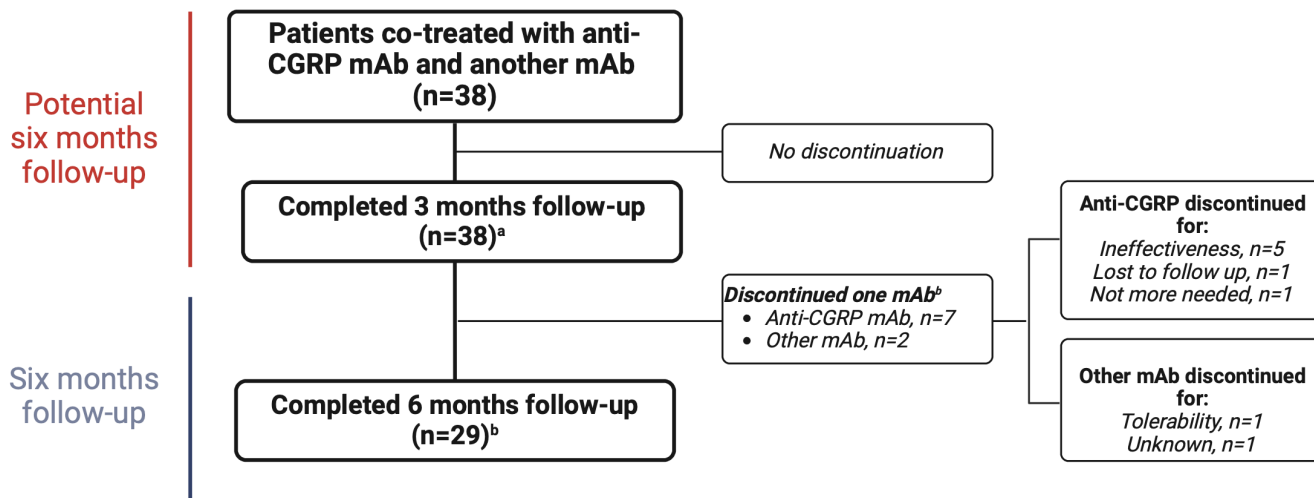 Patients co-treated with anti-
CGRP mAb and another mAb
(n=38)
Potential
six months
follow-up
No discontinuation
Completed 3 months follow-up
(n=38)ᵃ
Anti-CGRP discontinued
for:
Ineffectiveness, n=5
Lost to follow up, n=1
Not more needed, n=1
Discontinued one mAbᵇ
• Anti-CGRP mAb, n=7
• Other mAb, n=2
Six months
follow-up
Completed 6 months follow-up
(n=29)ᵇ
Other mAb discontinued
for:
Tolerability, n=1
Unknown, n=1